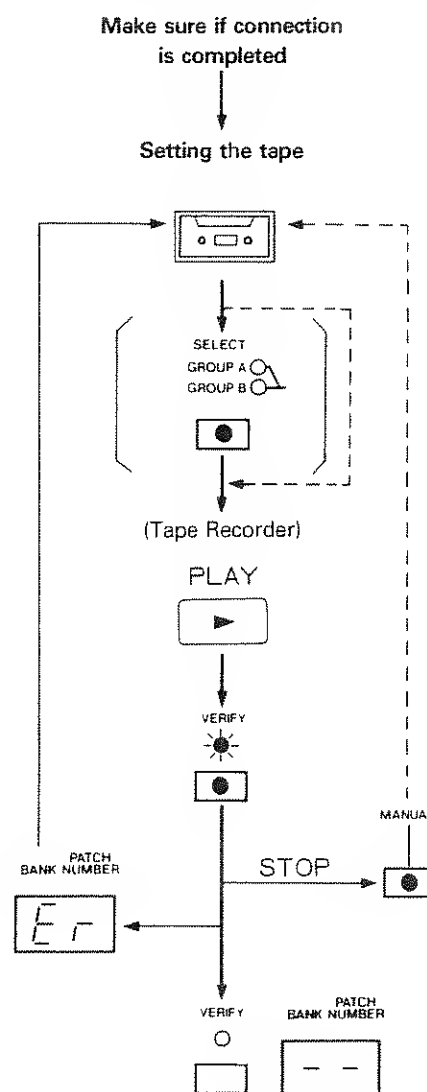 Make sure if connection
is completed
Setting the tape
SELECT
GROUP A
GROUP B
(Tape Recorder)
PLAY
VERIFY
MANUA
STOP
PATCH
BANK NUMBER
Er
VERIFY
PATCH
BANK NUMBER
- -